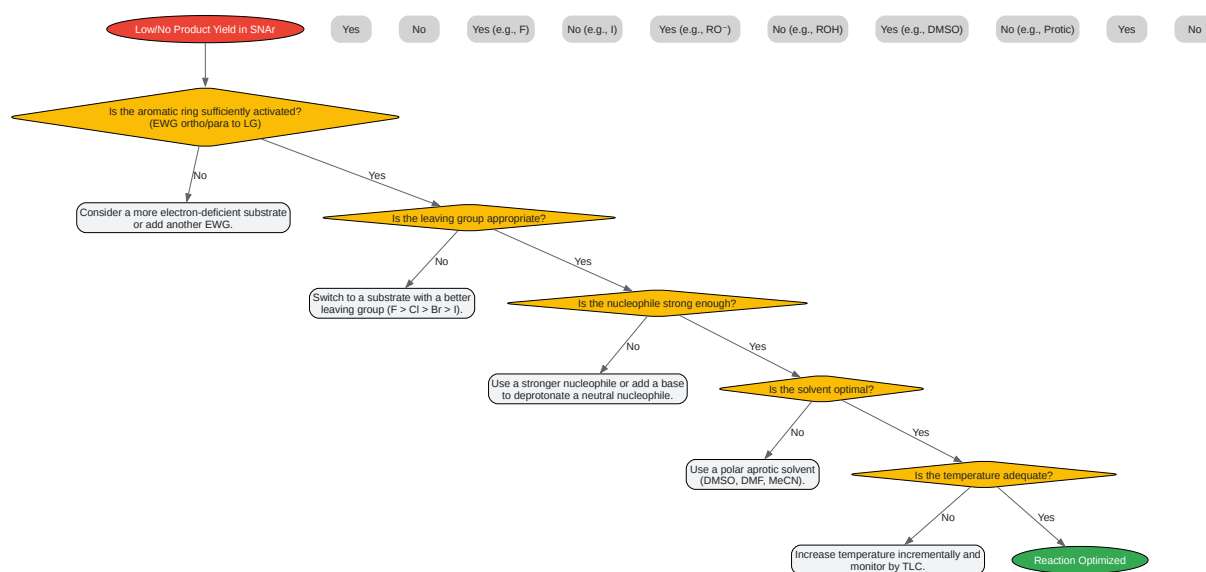 Low/No Product Yield in SNAr
Yes
No
Yes (e.g., F)
No (e.g., I)
Yes (e.g., RO⁻)
No (e.g., ROH)
Yes (e.g., DMSO)
No (e.g., Protic)
Yes
No
Is the aromatic ring sufficiently activated?
(EWG ortho/para to LG)
No
Yes
Consider a more electron-deficient substrate
or add another EWG.
Is the leaving group appropriate?
No
Yes
Switch to a substrate with a better
leaving group (F > Cl > Br > I).
Is the nucleophile strong enough?
No
Yes
Use a stronger nucleophile or add a base
to deprotonate a neutral nucleophile.
Is the solvent optimal?
No
Yes
Use a polar aprotic solvent
(DMSO, DMF, MeCN).
Is the temperature adequate?
No
Yes
Increase temperature incrementally and
monitor by TLC.
Reaction Optimized